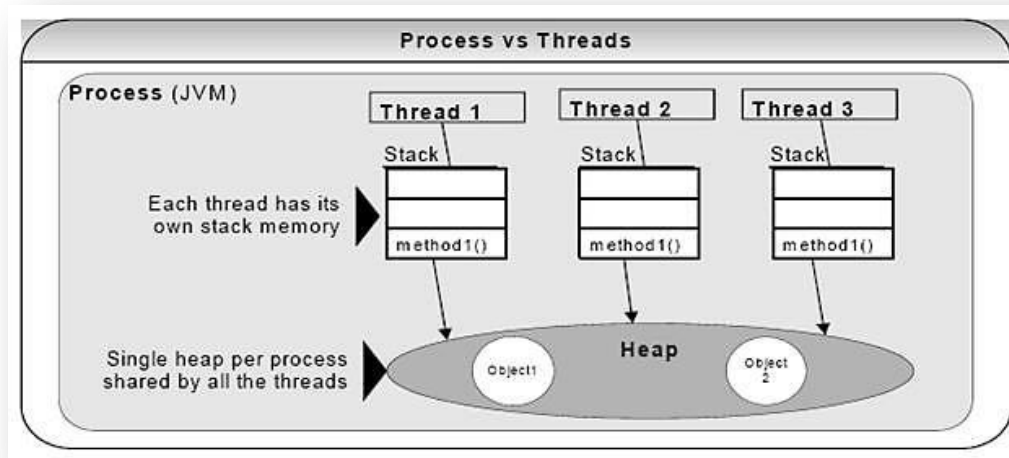 Process vs Threads
Process (JVM)
Thread 1
Thread 2
Thread 3
Stack
Stack
Stack
Each thread has its
own stack memory
method1()
method1()
method1()
Single heap per process
shared by all the threads
Heap
Object1
Object
2